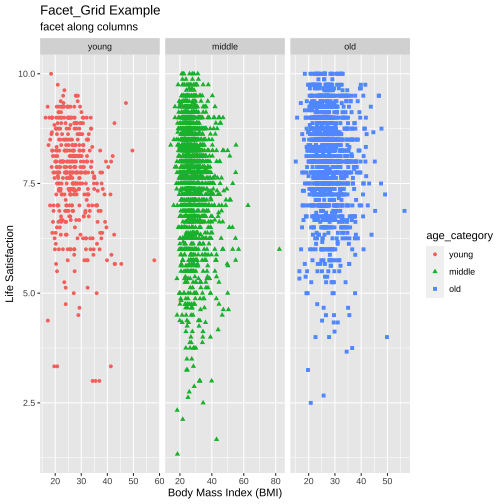 Facet_Grid Example
facet along columns
young middle old
10.0
7.5
5.0
2.5
20 30 40 50 60 20 40 60 80 20 30 40 50
Body Mass Index (BMI)
Life Satisfaction
age_category
young
middle
old